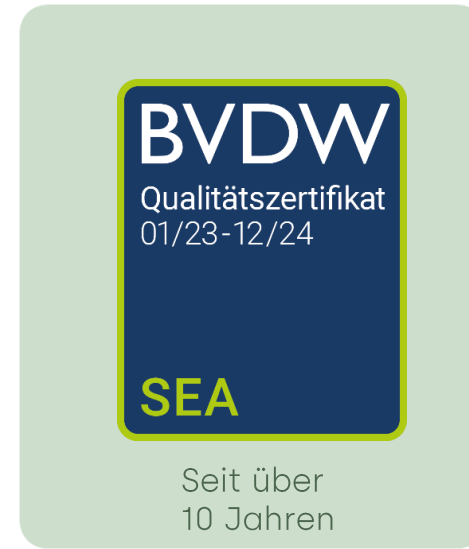 BVDW
Qualitätszertifikat
01/23-12/24
SEA
Seit über
10 Jahren